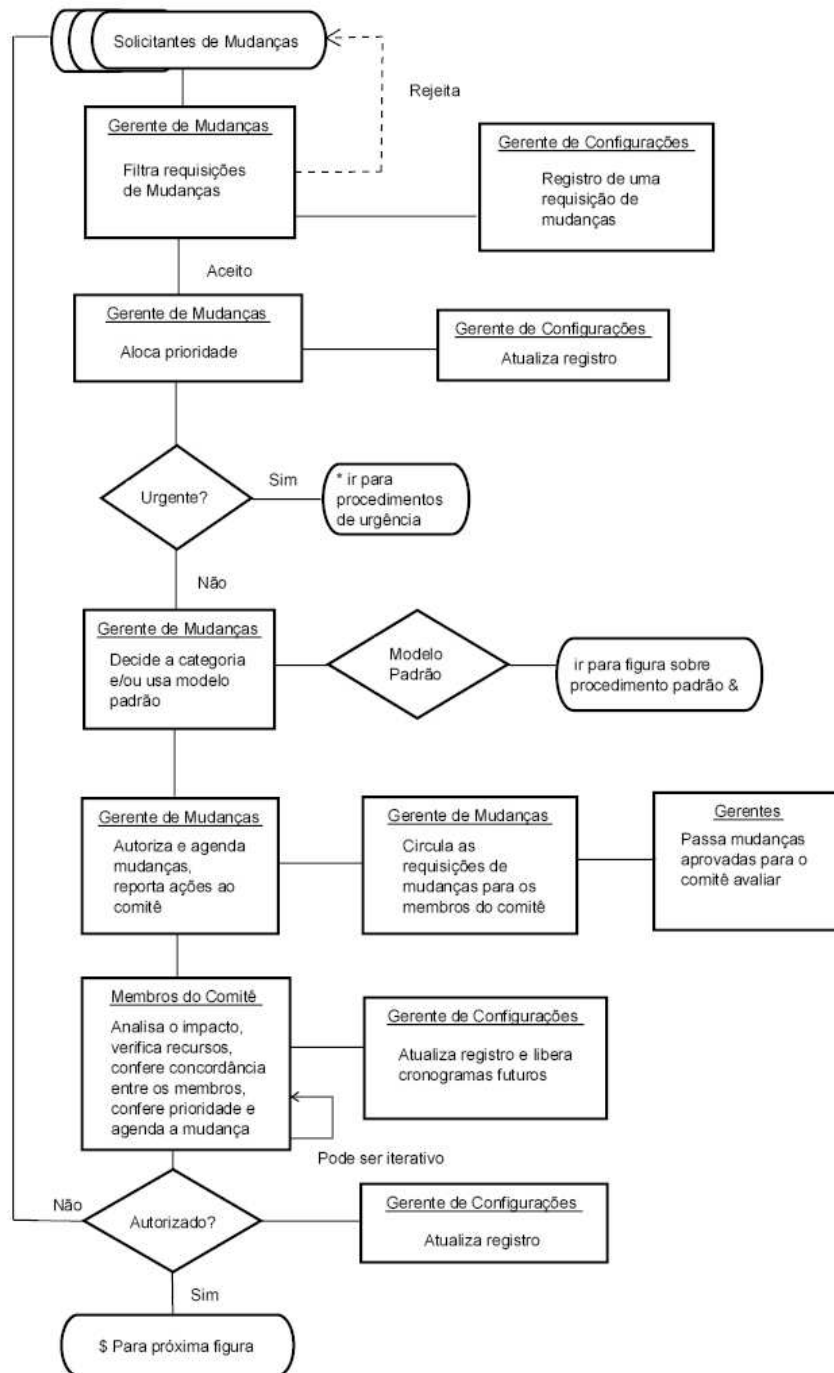 Solicitantes de Mudanças
Rejeita
Gerente de Mudanças
Filtra requisições
de Mudanças
Gerente de Configurações
Registro de uma
requisição de
mudanças
Aceito
Gerente de Mudanças
Aloca prioridade
Gerente de Configurações
Atualiza registro
Urgente?
Sim
* ir para
procedimentos
de urgência
Não
Gerente de Mudanças
Decide a categoria
e/ou usa modelo
padrão
Modelo
Padrão
ir para figura sobre
procedimento padrão &
Gerente de Mudanças
Autoriza e agenda
mudanças,
reporta ações ao
comitê
Gerente de Mudanças
Circula as
requisições de
mudanças para os
membros do comitê
Gerentes
Passa mudanças
aprovadas para o
comitê avaliar
Membros do Comitê
Analisa o impacto,
verifica recursos,
confere concordância
entre os membros,
confere prioridade e
agenda a mudança
Gerente de Configurações
Atualiza registro e libera
cronogramas futuros
Pode ser iterativo
Não
Autorizado?
Gerente de Configurações
Atualiza registro
Sim
$ Para próxima figura